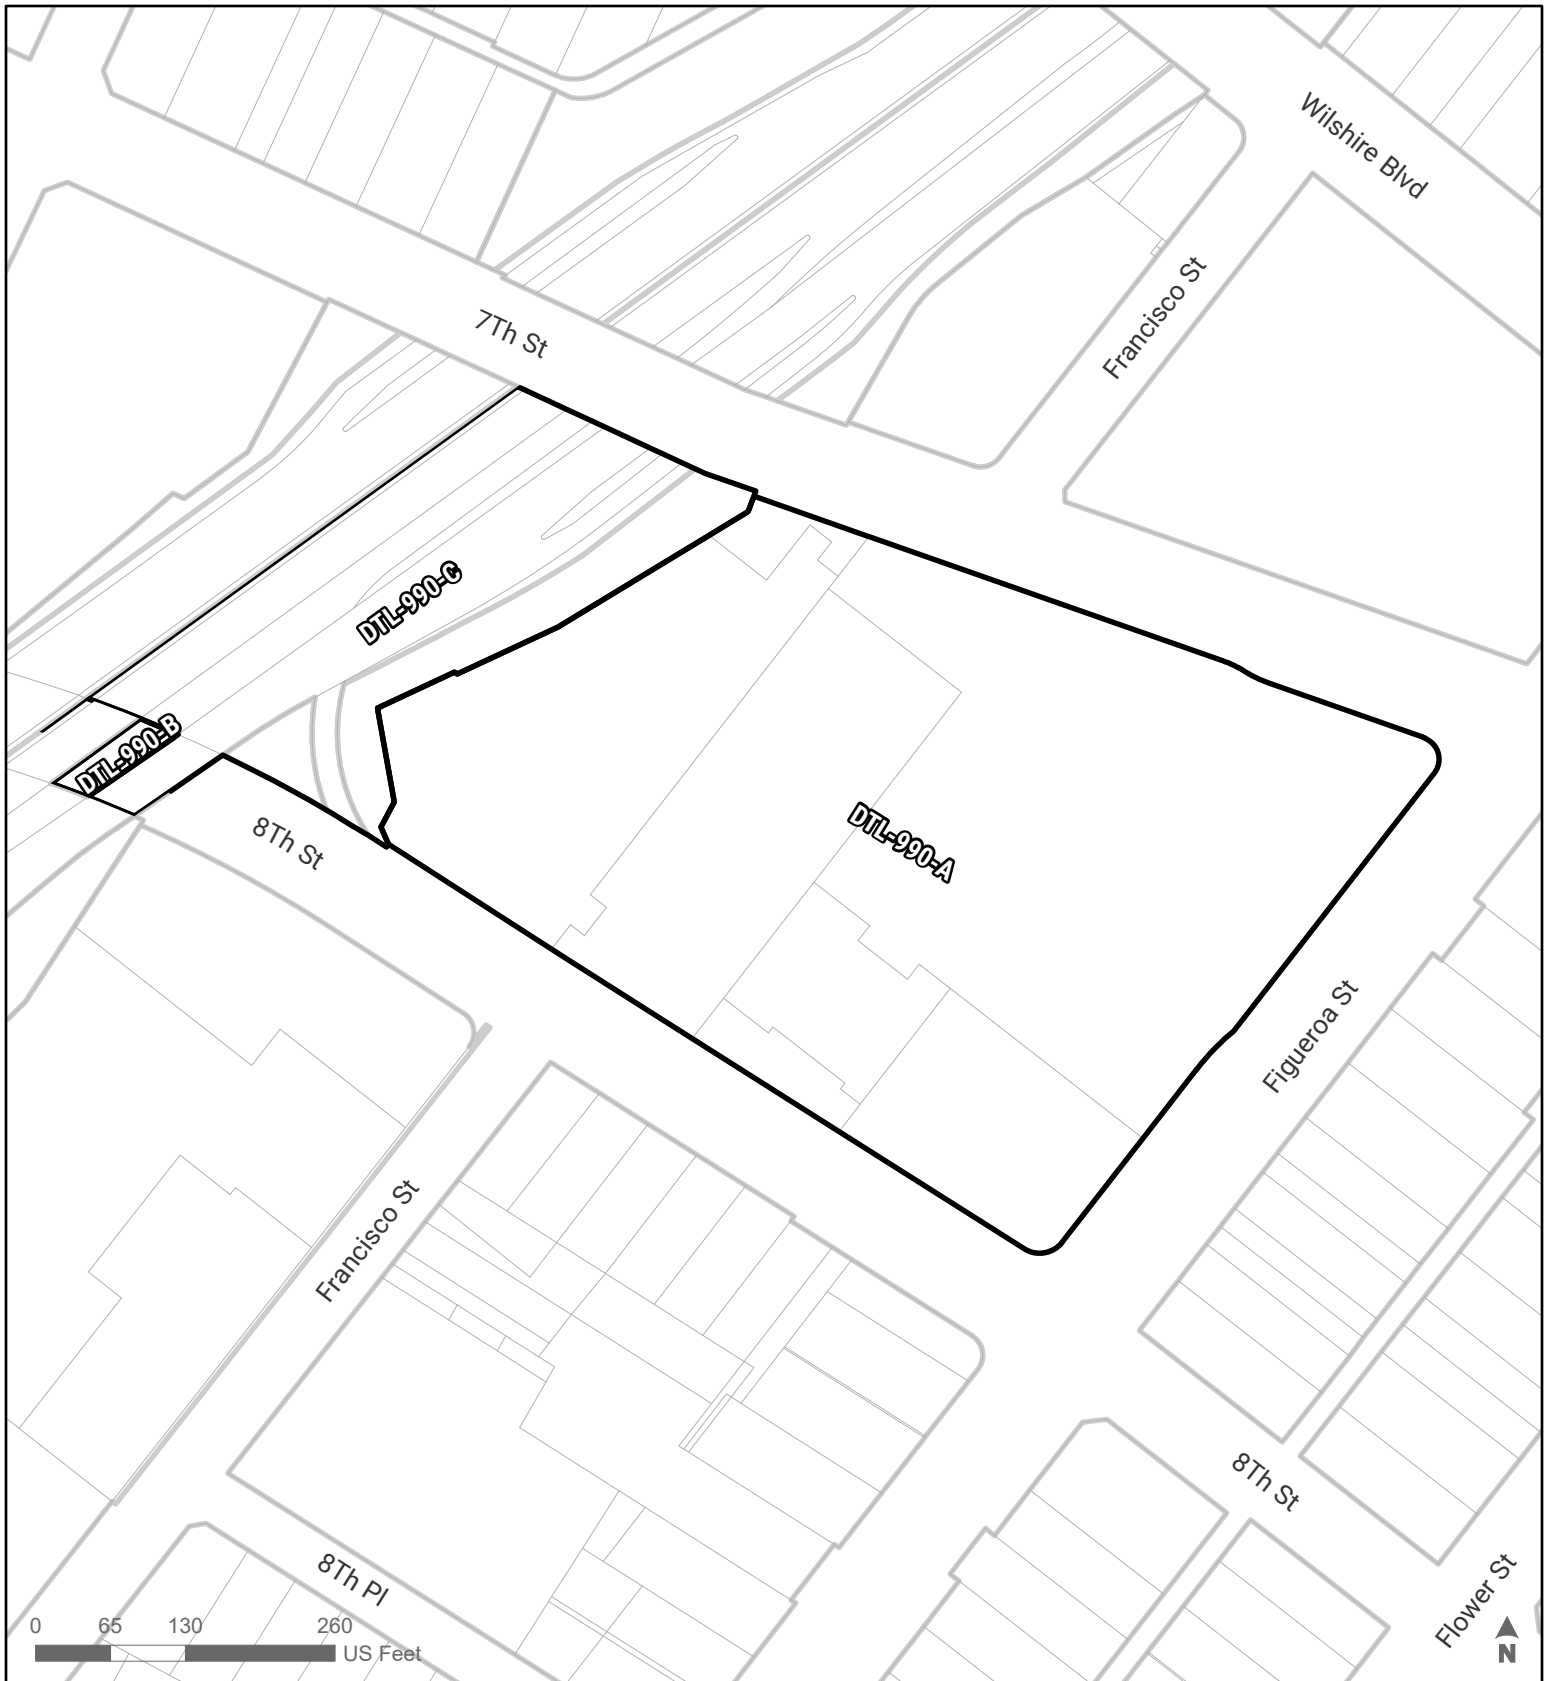 Wilshire Blvd
Francisco St
7Th St
DTL-990-C
DTL-990-B
8Th St
DTL-990-A
Figueroa St
Francisco St
8Th St
8Th Pl
Flower St
0 65 130 260
US Feet
N